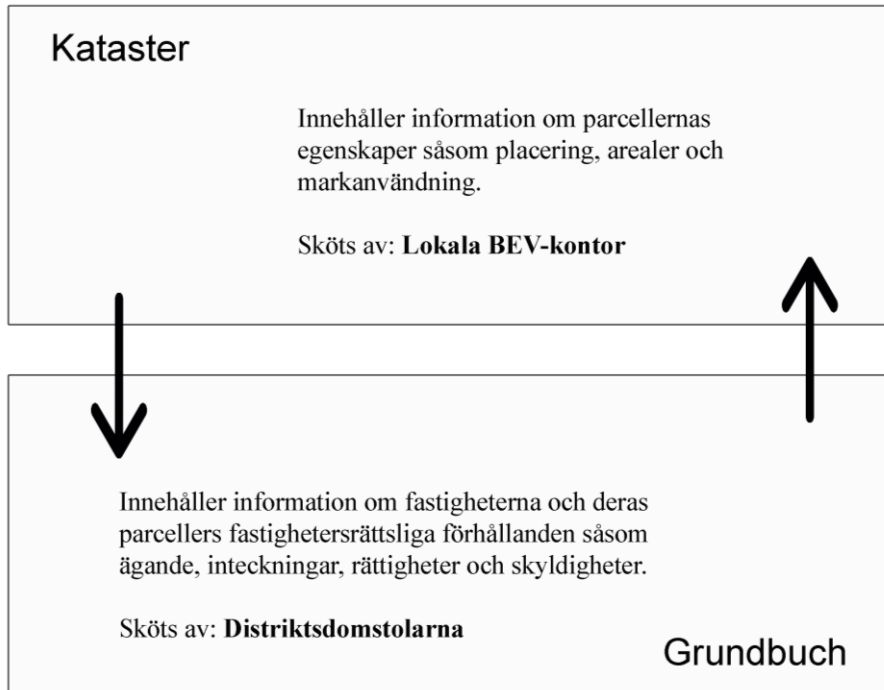 Kataster
Innehåller information om parcellernas
egenskaper såsom placering, arealer och
markanvändning.
Sköts av: Lokala BEV-kontor
Innehåller information om fastigheterna och deras
parcellers fastighetersrättsliga förhållanden såsom
ägande, inteckningar, rättigheter och skyldigheter.
Sköts av: Distriktsdomstolarna
Grundbuch